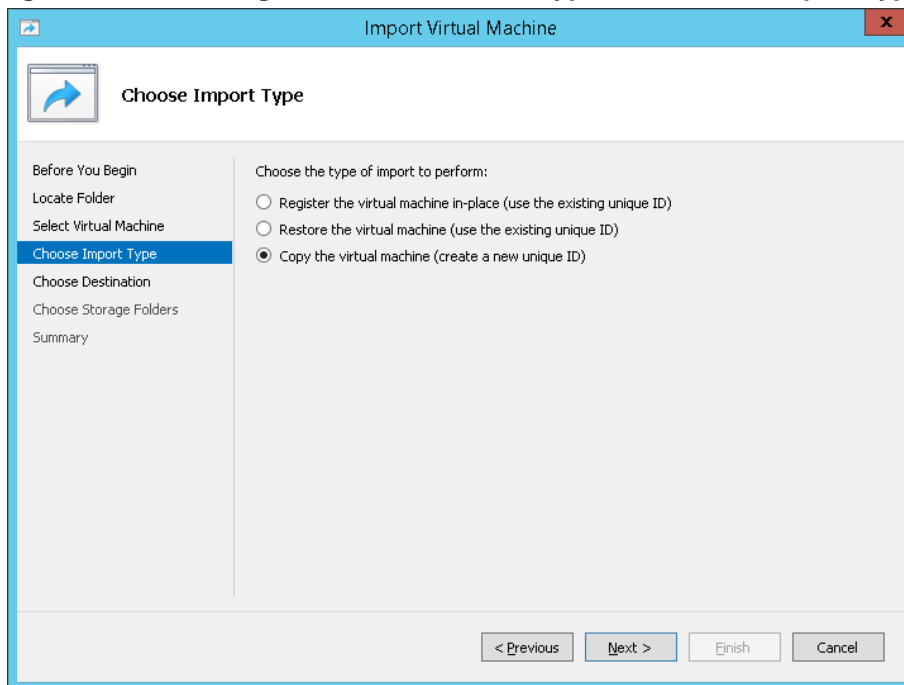 Import Virtual Machine
x
Choose Import Type
Before You Begin
Locate Folder
Select Virtual Machine
Choose Import Type
Choose Destination
Choose Storage Folders
Summary
Choose the type of import to perform:
Register the virtual machine in-place (use the existing unique ID)
Restore the virtual machine (use the existing unique ID)
Copy the virtual machine (create a new unique ID)
< Previous
Next >
Finish
Cancel